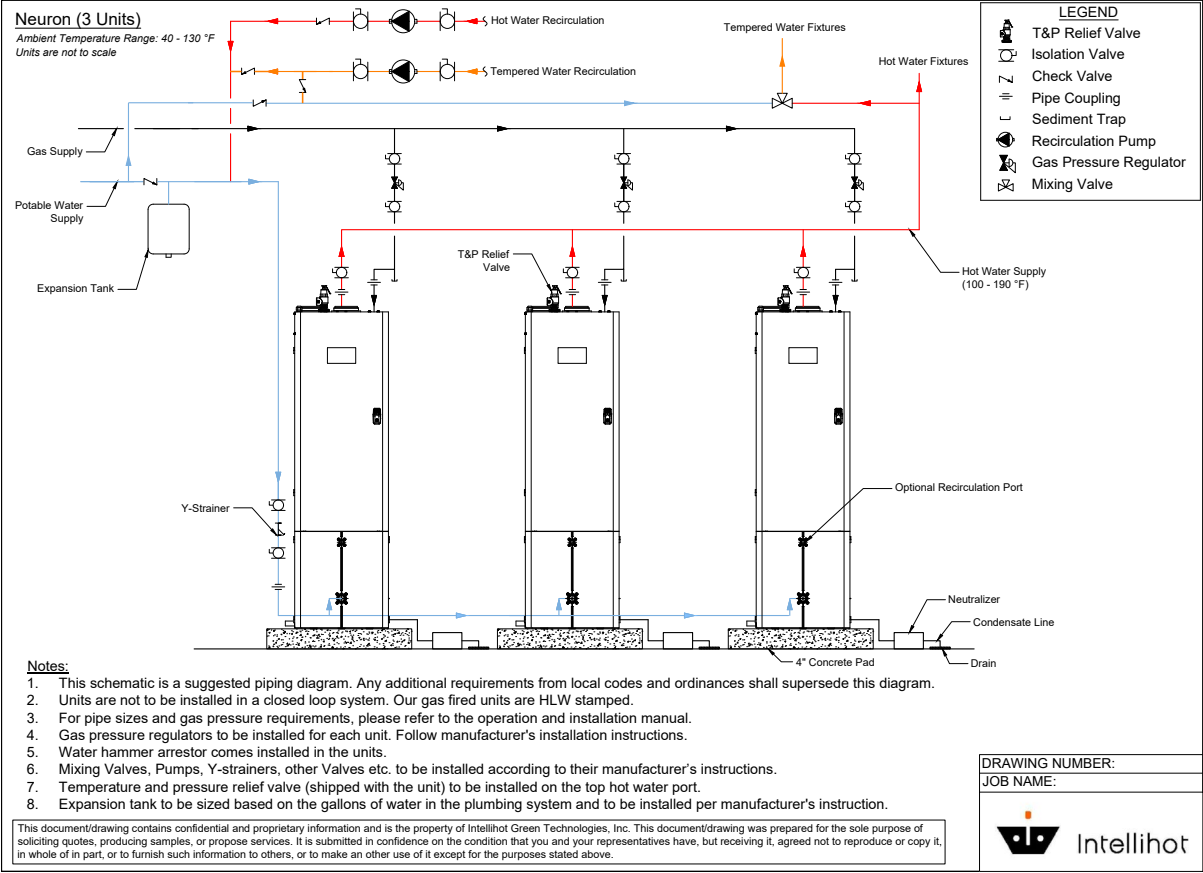 Neuron (3 Units)
Ambient Temperature Range: 40 - 130 °F
Units are not to scale
Hot Water Recirculation
Tempered Water Recirculation
Tempered Water Fixtures
Hot Water Fixtures
LEGEND
T&P Relief Valve
Isolation Valve
Check Valve
Pipe Coupling
Sediment Trap
Recirculation Pump
Gas Pressure Regulator
Mixing Valve
Gas Supply
Potable Water
Supply
Expansion Tank
T&P Relief
Valve
Hot Water Supply
(100 - 190 °F)
Y-Strainer
Optional Recirculation Port
Neutralizer
Condensate Line
Drain
4" Concrete Pad
Notes:
1. This schematic is a suggested piping diagram. Any additional requirements from local codes and ordinances shall supersede this diagram.
2. Units are not to be installed in a closed loop system. Our gas fired units are HLW stamped.
3. For pipe sizes and gas pressure requirements, please refer to the operation and installation manual.
4. Gas pressure regulators to be installed for each unit. Follow manufacturer's installation instructions.
5. Water hammer arrestor comes installed in the units.
6. Mixing Valves, Pumps, Y-strainers, other Valves etc. to be installed according to their manufacturer's instructions.
7. Temperature and pressure relief valve (shipped with the unit) to be installed on the top hot water port.
8. Expansion tank to be sized based on the gallons of water in the plumbing system and to be installed per manufacturer's instruction.
This document/drawing contains confidential and proprietary information and is the property of Intellihot Green Technologies, Inc. This document/drawing was prepared for the sole purpose of
soliciting quotes, producing samples, or propose services. It is submitted in confidence on the condition that you and your representatives have, but receiving it, agreed not to reproduce or copy it,
in whole of in part, or to furnish such information to others, or to make an other use of it except for the purposes stated above.
DRAWING NUMBER:
JOB NAME:
Intellihot